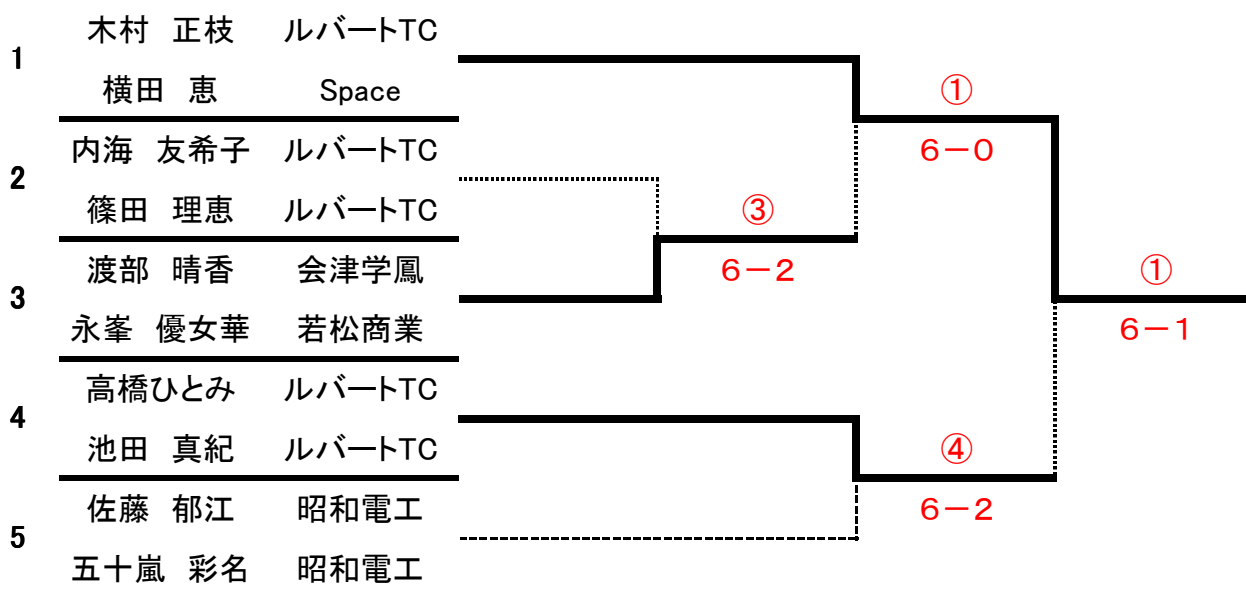 1
木村 正枝 ルバートTC
横田 恵 Space
2
内海 友希子 ルバートTC
篠田 理恵 ルバートTC
3
渡部 晴香 会津学鳳
永峯 優女華 若松商業
4
高橋ひとみ ルバートTC
池田 真紀 ルバートTC
5
佐藤 郁江 昭和電工
五十嵐 彩名 昭和電工
③
6－2
①
6－0
④
6－2
①
6－1